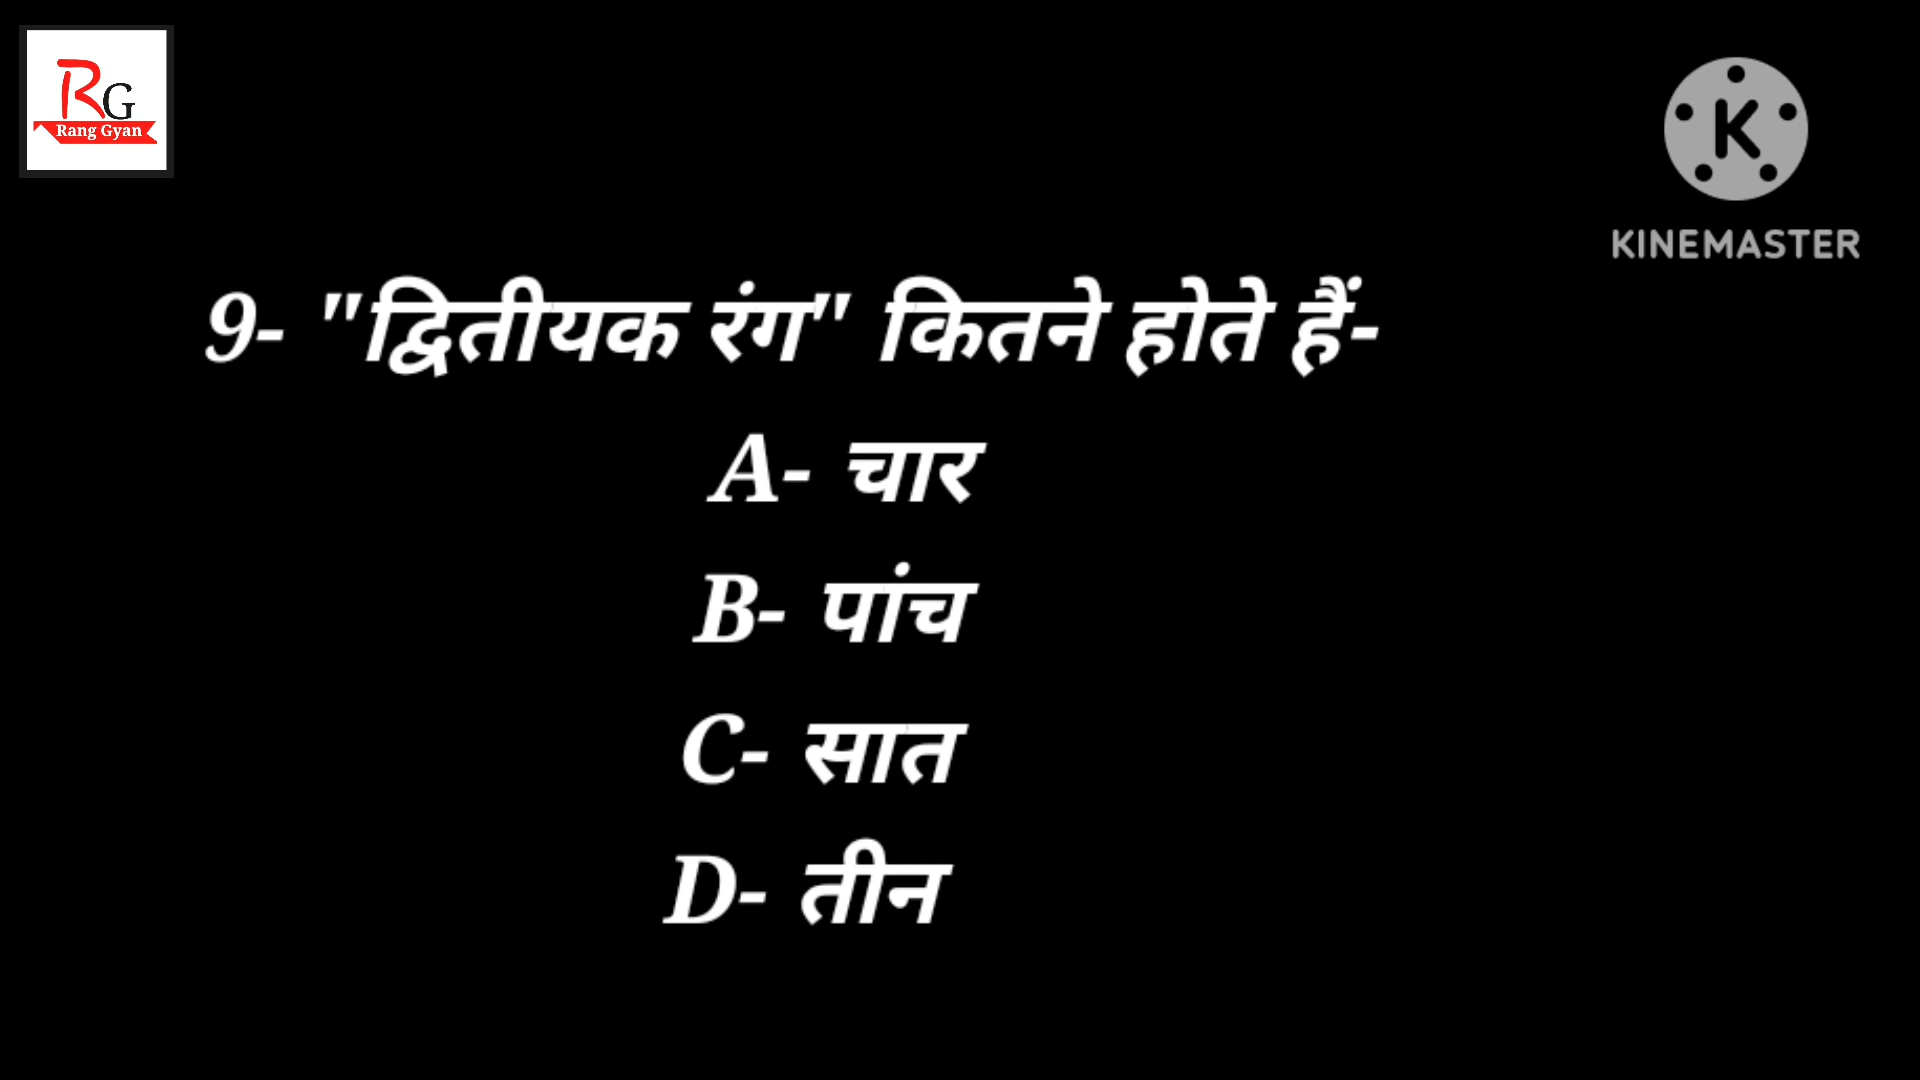 RG
Rang Gyan
K
KINEMASTER
9- "द्वितीयक रंग" कितने होते हैं-
A- चार
B- पांच
C- सात
D- तीन